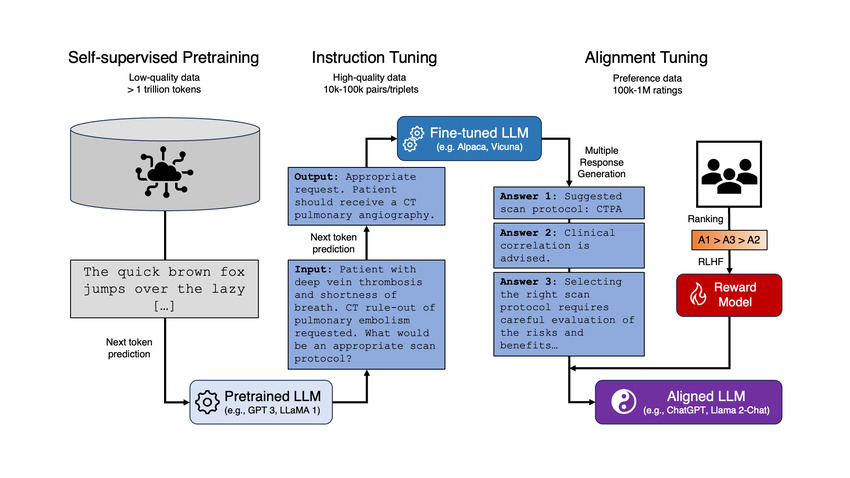 Self-supervised Pretraining
Low-quality data
> 1 trillion tokens
The quick brown fox
jumps over the lazy
[…]
Next token
prediction
Pretrained LLM
(e.g., GPT 3, LLaMA 1)
Instruction Tuning
High-quality data
10k-100k pairs/triplets
Fine-tuned LLM
(e.g. Alpaca, Vicuna)
Output: Appropriate
request. Patient
should receive a CT
pulmonary angiography.
Next token
prediction
Input: Patient with
deep vein thrombosis
and shortness of
breath. CT rule-out of
pulmonary embolism
requested. What would
be an appropriate scan
protocol?
Alignment Tuning
Preference data
100k-1M ratings
Multiple
Response
Generation
Answer 1: Suggested
scan protocol: CTPA
Answer 2: Clinical
correlation is
advised.
Answer 3: Selecting
the right scan
protocol requires
careful evaluation of
the risks and
benefits…
Ranking
A1 > A3 > A2
RLHF
Reward
Model
Aligned LLM
(e.g., ChatGPT, Llama 2-Chat)